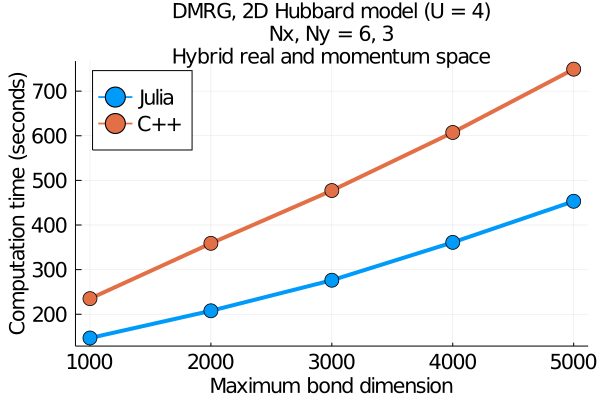 DMRG, 2D Hubbard model (U = 4)
Nx, Ny = 6, 3
Hybrid real and momentum space
Computation time (seconds)
700
600
500
400
300
200
Julia
C++
1000
2000
3000
4000
5000
Maximum bond dimension